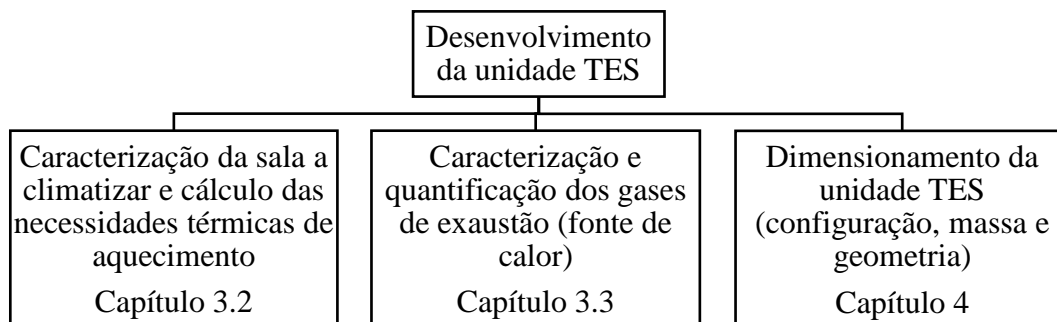 Desenvolvimento
da unidade TES
Caracterização da sala a
climatizar e cálculo das
necessidades térmicas de
aquecimento
Capítulo 3.2
Caracterização e
quantificação dos gases
de exaustão (fonte de
calor)
Capítulo 3.3
Dimensionamento da
unidade TES
(configuração, massa e
geometria)
Capítulo 4